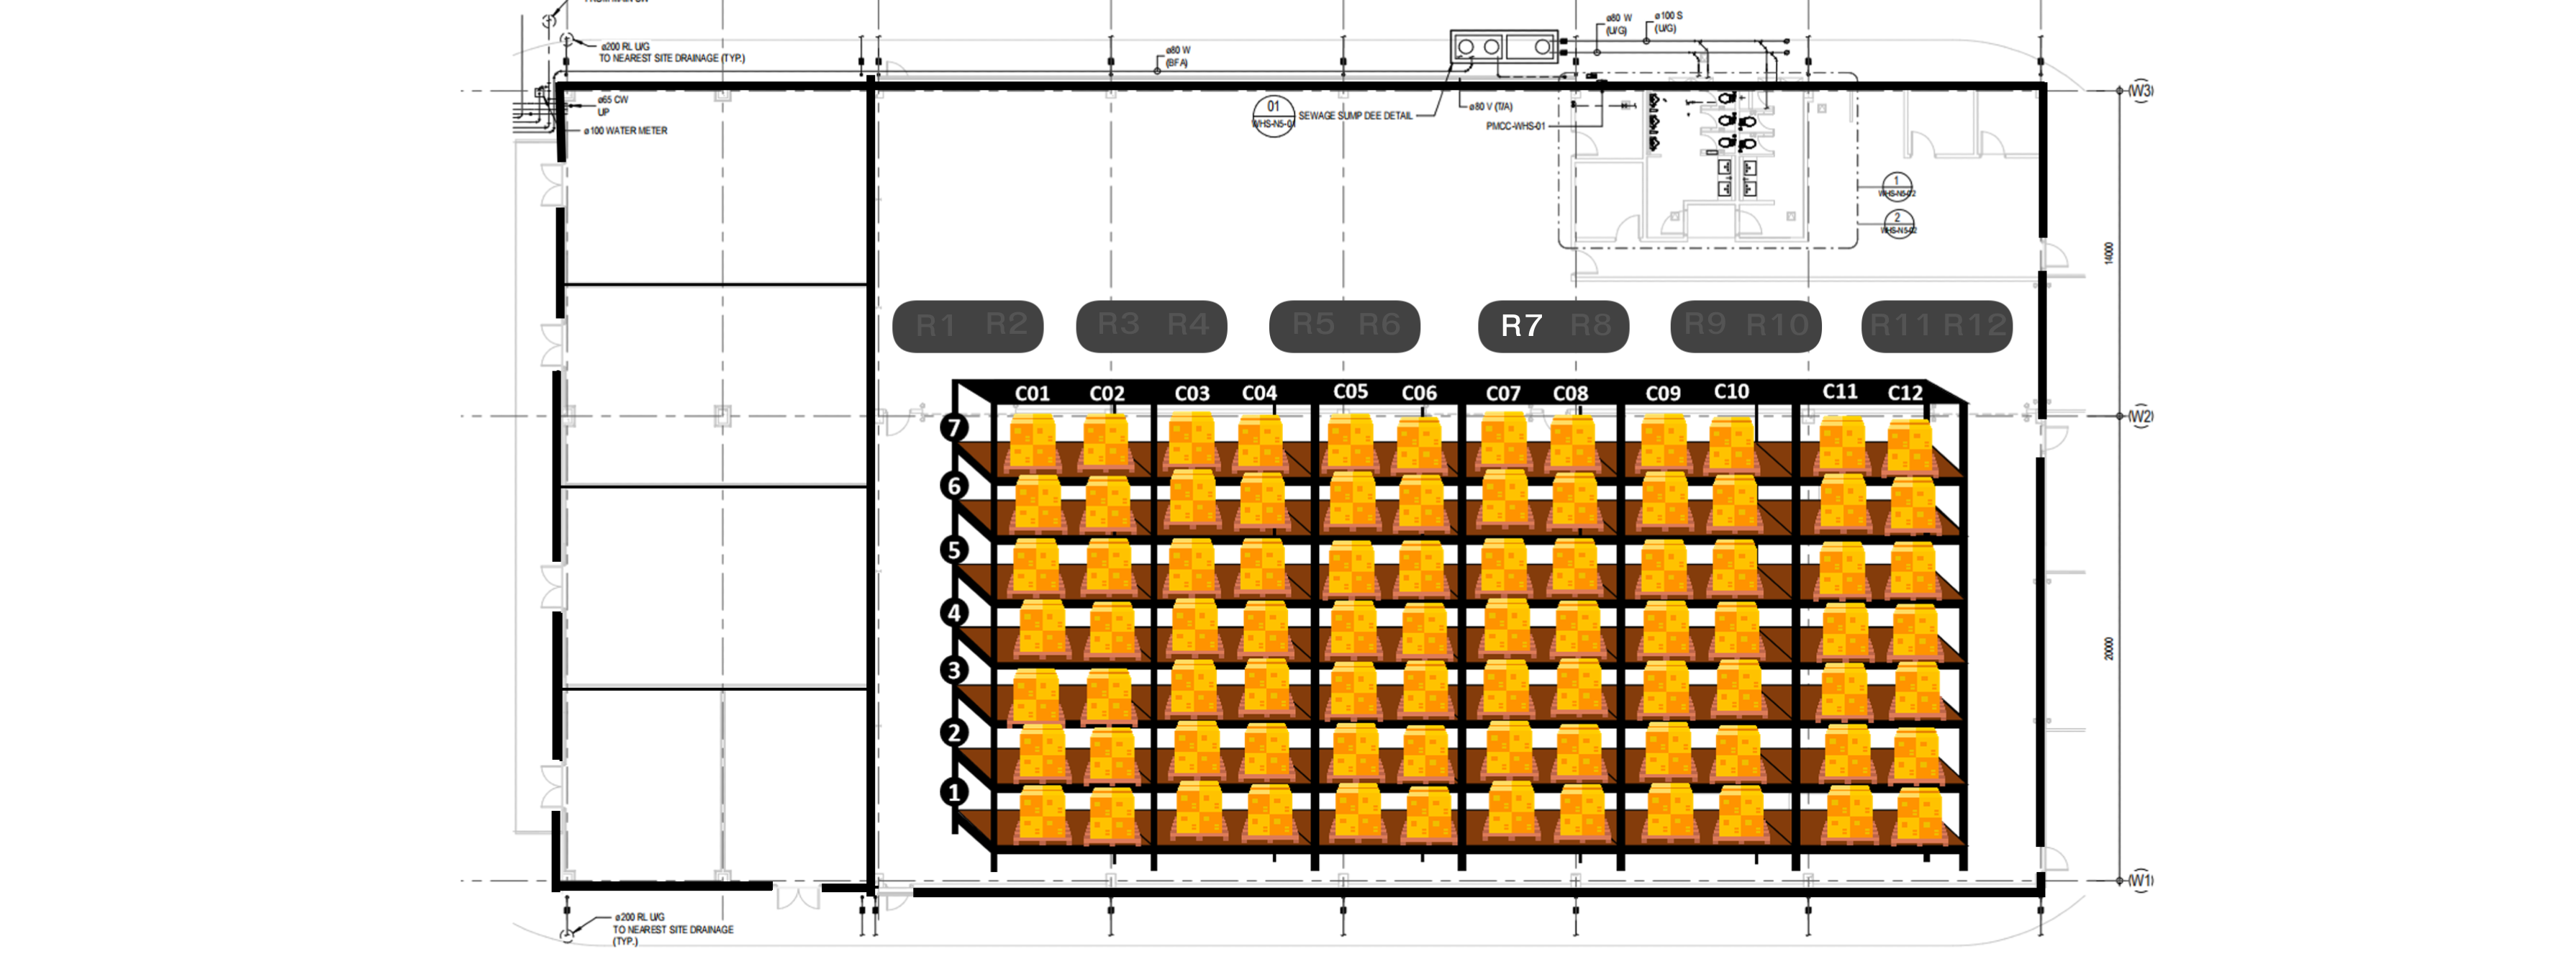 ø200 RL U/G
TO NEAREST SITE DRAINAGE (TYP.)
ø80 W
(BFA)
ø80 W
(U/G)
ø100 S
(U/G)
ø65 CW
UP
ø100 WATER METER
01
WHS-N5-01
SEWAGE SUMP DEE DETAIL
ø80 V (T/A)
PMCC-WHS-01
1
WHS-N5-02
2
WHS-N5-02
W3
14000
R1 R2 R3 R4 R5 R6 R7 R8 R9 R10 R11 R12
C01 C02 C03 C04 C05 C06 C07 C08 C09 C10 C11 C12
7
W2
6
5
4
3
20000
2
1
W1
ø200 RL U/G
TO NEAREST SITE DRAINAGE
(TYP.)